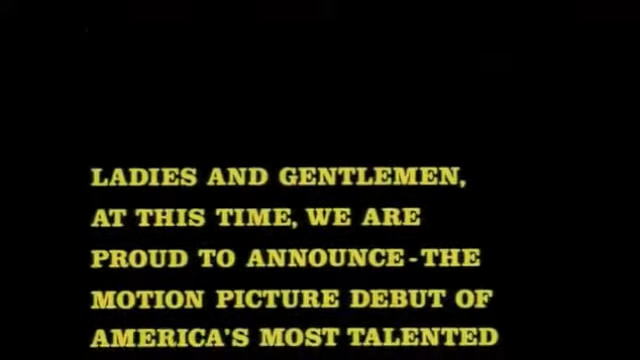 LADIES AND GENTLEMEN,
AT THIS TIME, WE ARE
PROUD TO ANNOUNCE - THE
MOTION PICTURE DEBUT OF
AMERICA'S MOST TALENTED